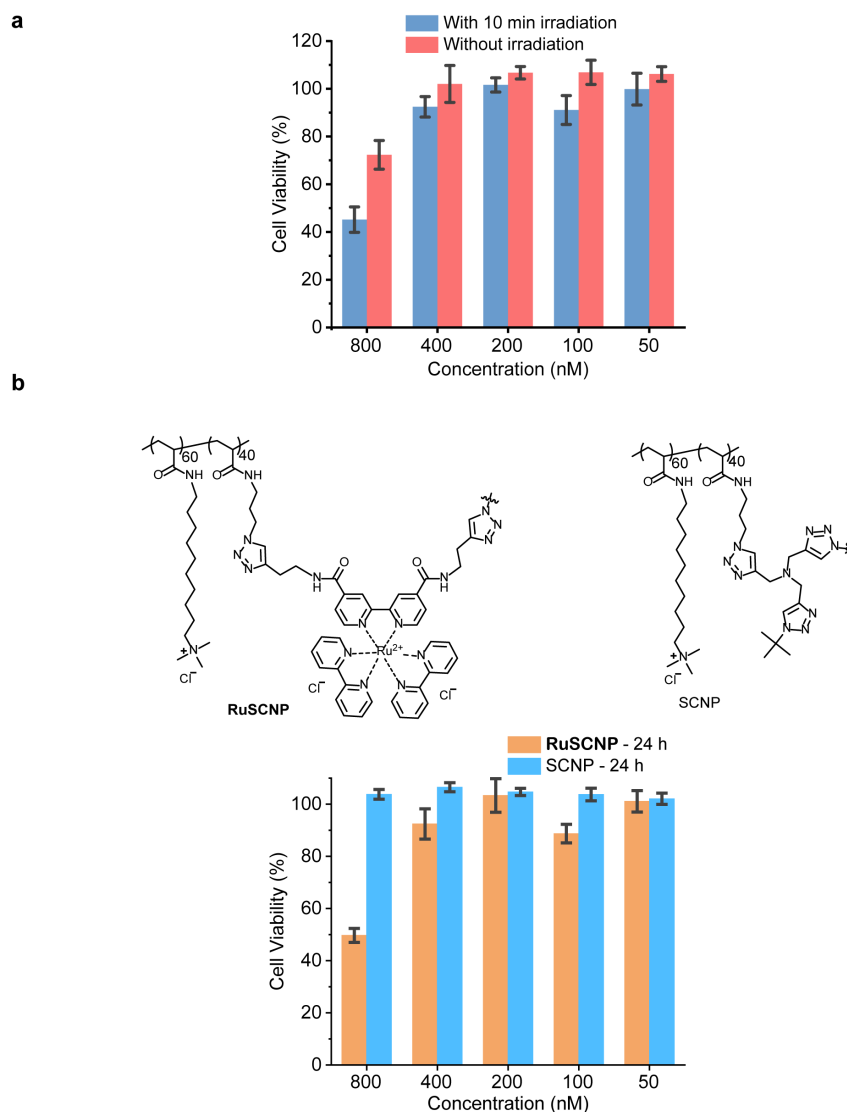 a
With 10 min irradiation
Without irradiation
Cell Viability (%)
120
100
80
60
40
20
0
800 400 200 100 50
Concentration (nM)
b
60 40
O NH O NH
N N N
N H O
O N H
N N N
N N
N N Ru2+ N N
N+
Cl−
Cl− Cl−
RuSCNP
60 40
O NH O NH
N N N
N
N N N
N N N
N+
Cl−
SCNP
RuSCNP - 24 h
SCNP - 24 h
Cell Viability (%)
100
80
60
40
20
0
800 400 200 100 50
Concentration (nM)